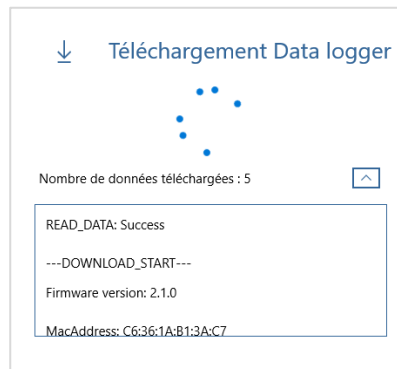 Téléchargement Data logger
Nombre de données téléchargées : 5
READ_DATA: Success
---DOWNLOAD_START---
Firmware version: 2.1.0
MacAddress: C6:36:1A:B1:3A:C7